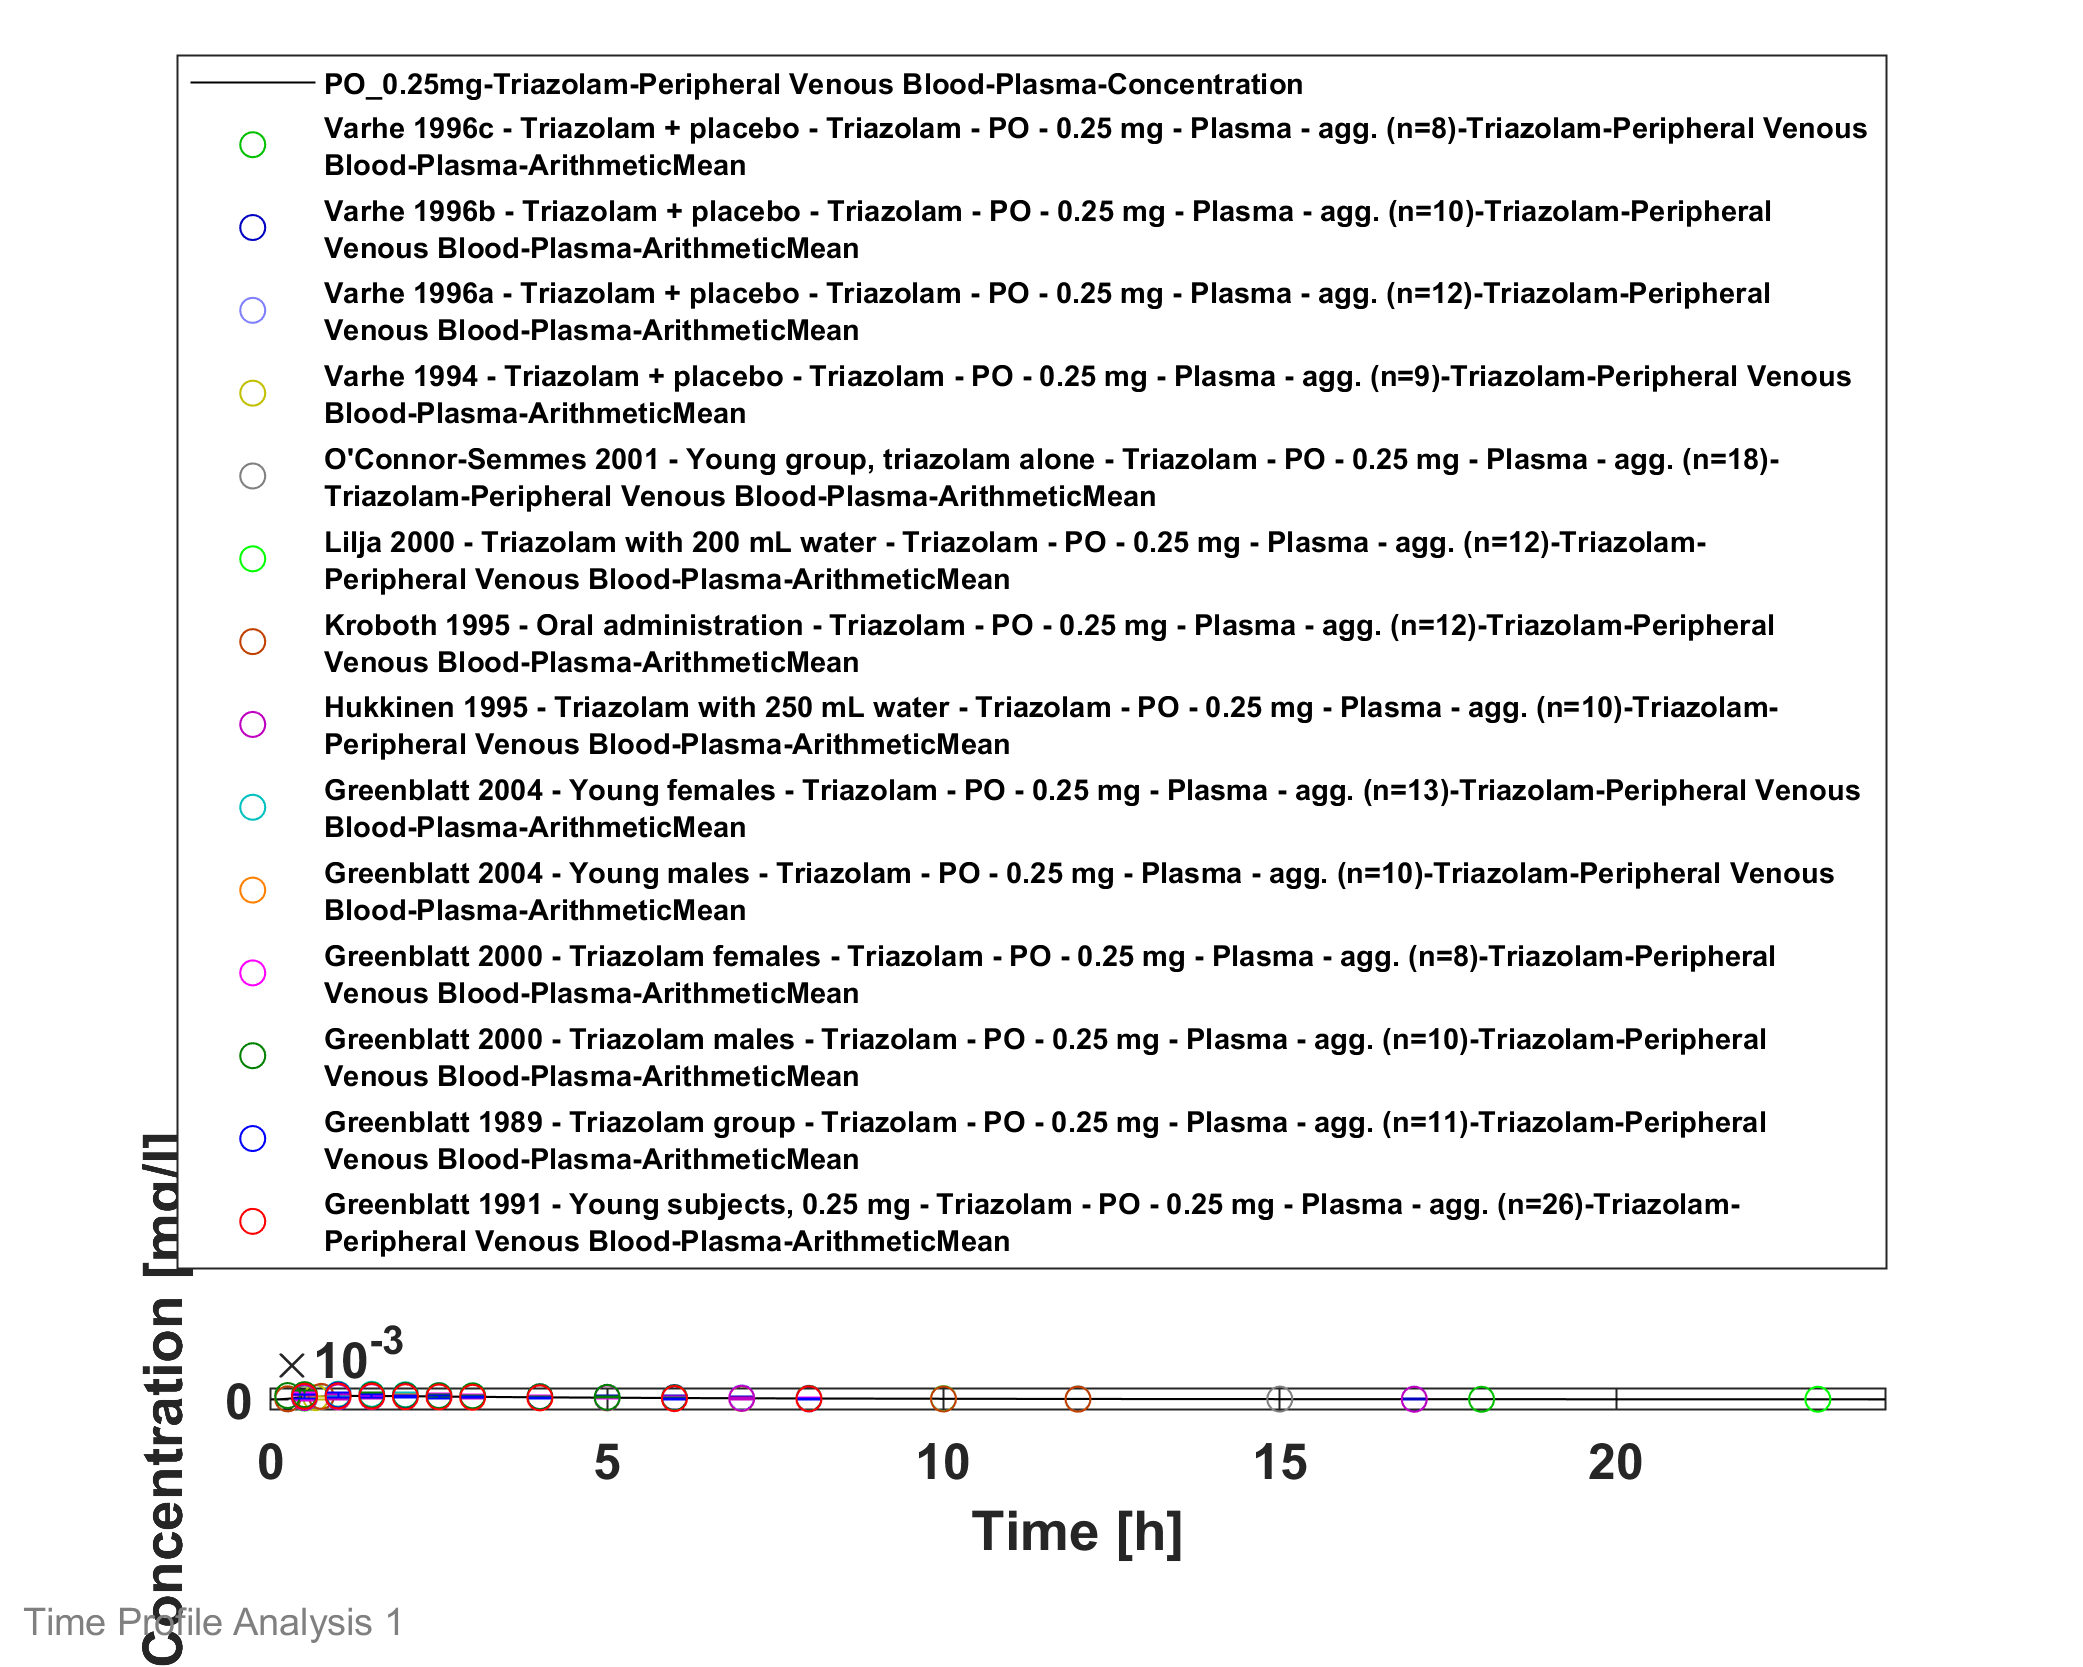 PO_0.25mg-Triazolam-Peripheral Venous Blood-Plasma-Concentration
Varhe 1996c - Triazolam + placebo - Triazolam - PO - 0.25 mg - Plasma - agg. (n=8)-Triazolam-Peripheral Venous
Blood-Plasma-ArithmeticMean
Varhe 1996b - Triazolam + placebo - Triazolam - PO - 0.25 mg - Plasma - agg. (n=10)-Triazolam-Peripheral
Venous Blood-Plasma-ArithmeticMean
Varhe 1996a - Triazolam + placebo - Triazolam - PO - 0.25 mg - Plasma - agg. (n=12)-Triazolam-Peripheral
Venous Blood-Plasma-ArithmeticMean
Varhe 1994 - Triazolam + placebo - Triazolam - PO - 0.25 mg - Plasma - agg. (n=9)-Triazolam-Peripheral Venous
Blood-Plasma-ArithmeticMean
O'Connor-Semmes 2001 - Young group, triazolam alone - Triazolam - PO - 0.25 mg - Plasma - agg. (n=18)-
Triazolam-Peripheral Venous Blood-Plasma-ArithmeticMean
Lilja 2000 - Triazolam with 200 mL water - Triazolam - PO - 0.25 mg - Plasma - agg. (n=12)-Triazolam-
Peripheral Venous Blood-Plasma-ArithmeticMean
Kroboth 1995 - Oral administration - Triazolam - PO - 0.25 mg - Plasma - agg. (n=12)-Triazolam-Peripheral
Venous Blood-Plasma-ArithmeticMean
Hukkinen 1995 - Triazolam with 250 mL water - Triazolam - PO - 0.25 mg - Plasma - agg. (n=10)-Triazolam-
Peripheral Venous Blood-Plasma-ArithmeticMean
Greenblatt 2004 - Young females - Triazolam - PO - 0.25 mg - Plasma - agg. (n=13)-Triazolam-Peripheral Venous
Blood-Plasma-ArithmeticMean
Greenblatt 2004 - Young males - Triazolam - PO - 0.25 mg - Plasma - agg. (n=10)-Triazolam-Peripheral Venous
Blood-Plasma-ArithmeticMean
Greenblatt 2000 - Triazolam females - Triazolam - PO - 0.25 mg - Plasma - agg. (n=8)-Triazolam-Peripheral
Venous Blood-Plasma-ArithmeticMean
Greenblatt 2000 - Triazolam males - Triazolam - PO - 0.25 mg - Plasma - agg. (n=10)-Triazolam-Peripheral
Venous Blood-Plasma-ArithmeticMean
Greenblatt 1989 - Triazolam group - Triazolam - PO - 0.25 mg - Plasma - agg. (n=11)-Triazolam-Peripheral
Venous Blood-Plasma-ArithmeticMean
Greenblatt 1991 - Young subjects, 0.25 mg - Triazolam - PO - 0.25 mg - Plasma - agg. (n=26)-Triazolam-
Peripheral Venous Blood-Plasma-ArithmeticMean
Concentration [mg/l]
×10-3
0
0 5 10 15 20
Time [h]
Time Profile Analysis 1